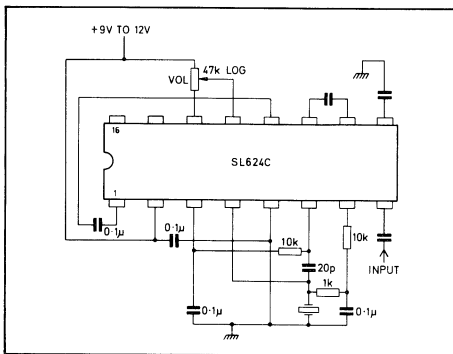 +9V TO 12V
47k LOG
VOL
16
SL624C
1
0·1µ
0·1µ
10k
10k
20p
INPUT
1k
0·1µ
0·1µ